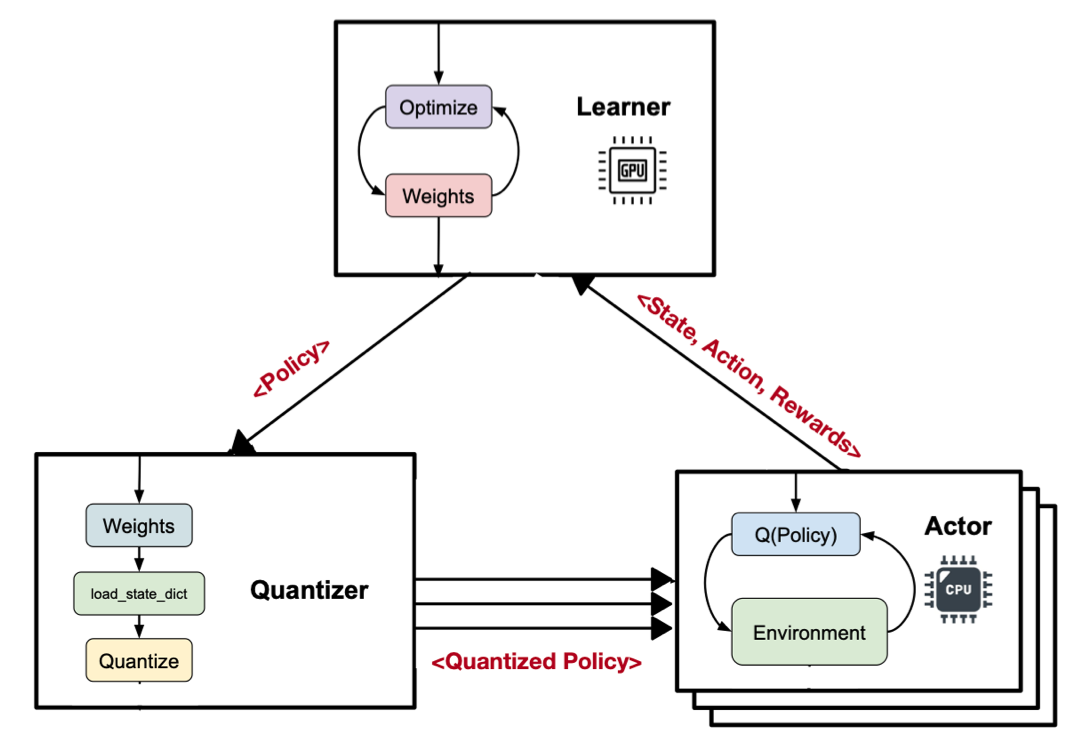 Optimize
Learner
GPU
Weights
<Policy>
<State, Action, Rewards>
Weights
load_state_dict
Quantizer
Quantize
<Quantized Policy>
Q(Policy)
Actor
CPU
Environment